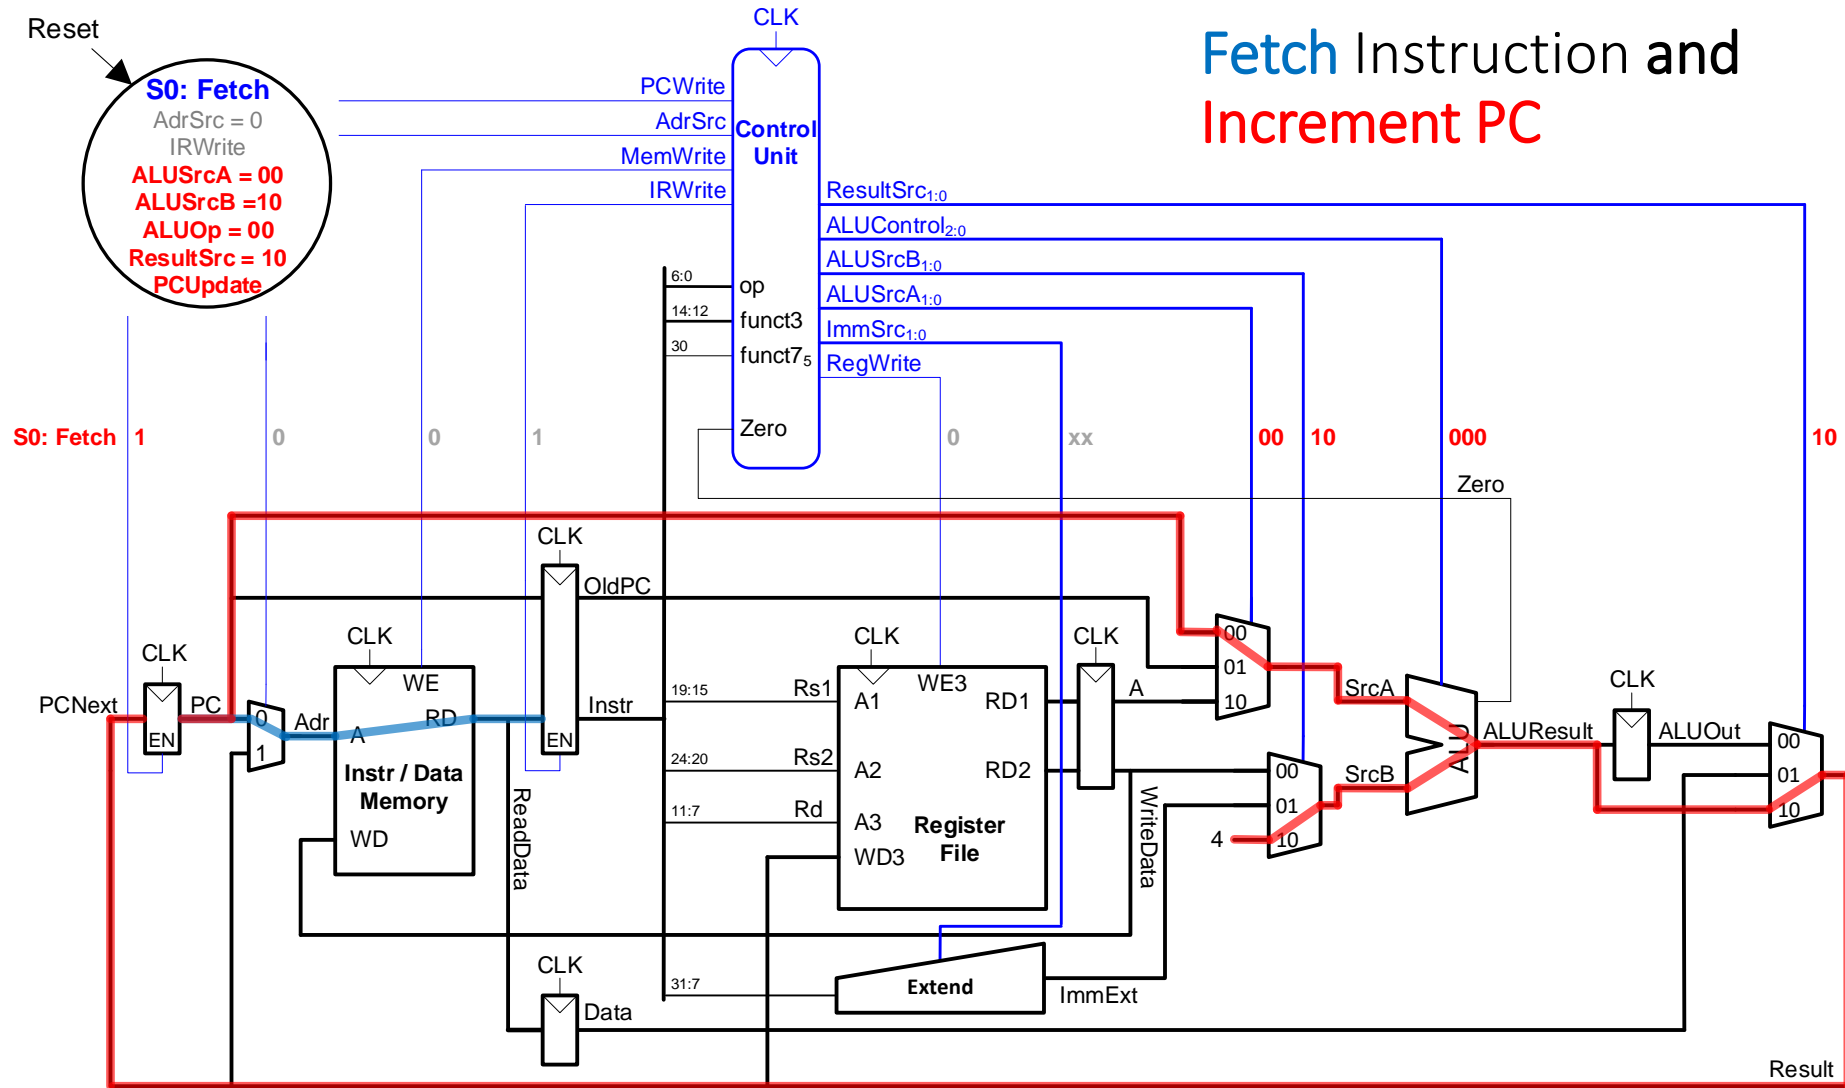 Reset
CLK
Fetch Instruction and
Increment PC
S0: Fetch
AdrSrc = 0
IRWrite
ALUSrcA = 00
ALUSrcB =10
ALUOp = 00
ResultSrc = 10
PCUpdate
PCWrite
AdrSrc
MemWrite
IRWrite
Control
Unit
ResultSrc1:0
ALUControl2:0
ALUSrcB1:0
ALUSrcA1:0
ImmSrc1:0
RegWrite
6:0
op
14:12
funct3
30
funct75
Zero
S0: Fetch 1 0 0 1 0 xx 00 10 000 10
Zero
CLK
OldPC
CLK
CLK
CLK
CLK
CLK
PCNext
EN
PC
0
1
Adr
WE
A
RD
Instr / Data
Memory
WD
ReadData
EN
Instr
19:15
Rs1
24:20
Rs2
11:7
Rd
A1
A2
A3
WD3
WE3
RD1
RD2
Register
File
A
WriteData
00
01
10
00
01
10
4
SrcA
SrcB
ALU
ALUResult
ALUOut
00
01
10
31:7
Extend
ImmExt
CLK
Data
Result